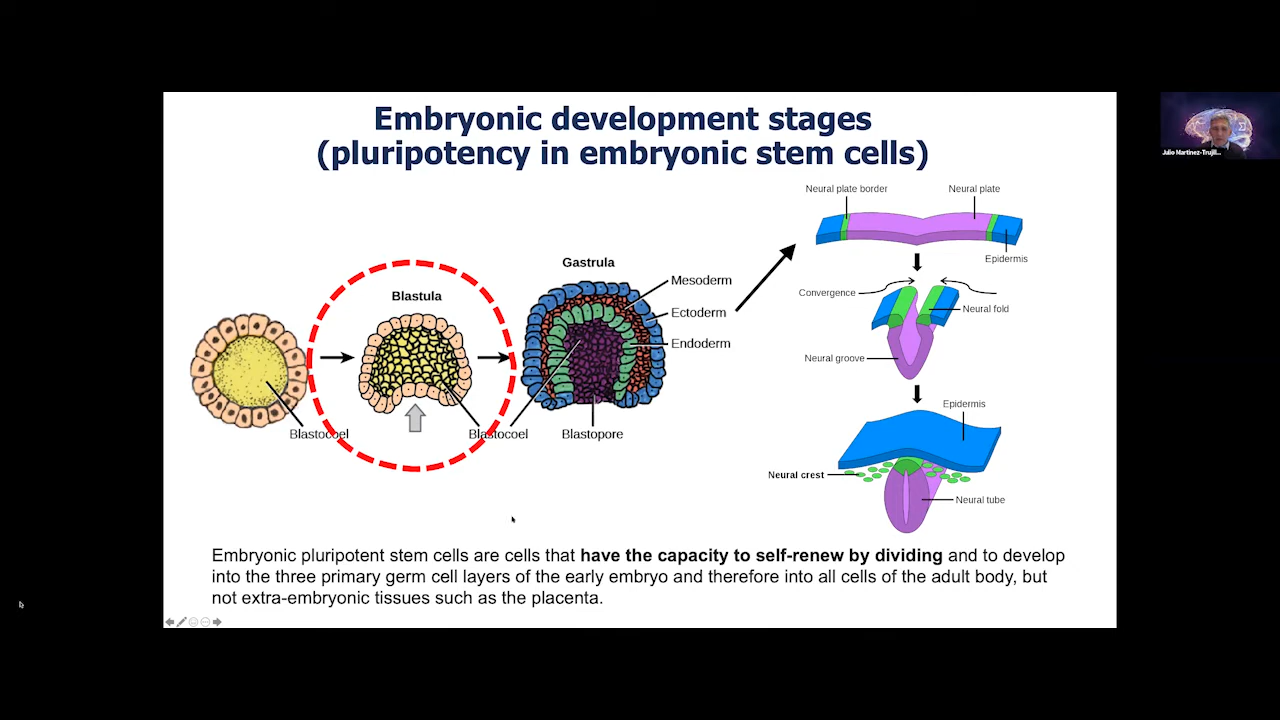 Embryonic development stages
(pluripotency in embryonic stem cells)
Julio Martinez-Trujill...
Neural plate border
Neural plate
Epidermis
Gastrula
Mesoderm
Blastula
Ectoderm
Endoderm
Convergence
Neural fold
Neural groove
Blastocoel
Blastocoel
Blastopore
Epidermis
Neural crest
Neural tube
Embryonic pluripotent stem cells are cells that have the capacity to self-renew by dividing and to develop
into the three primary germ cell layers of the early embryo and therefore into all cells of the adult body, but
not extra-embryonic tissues such as the placenta.